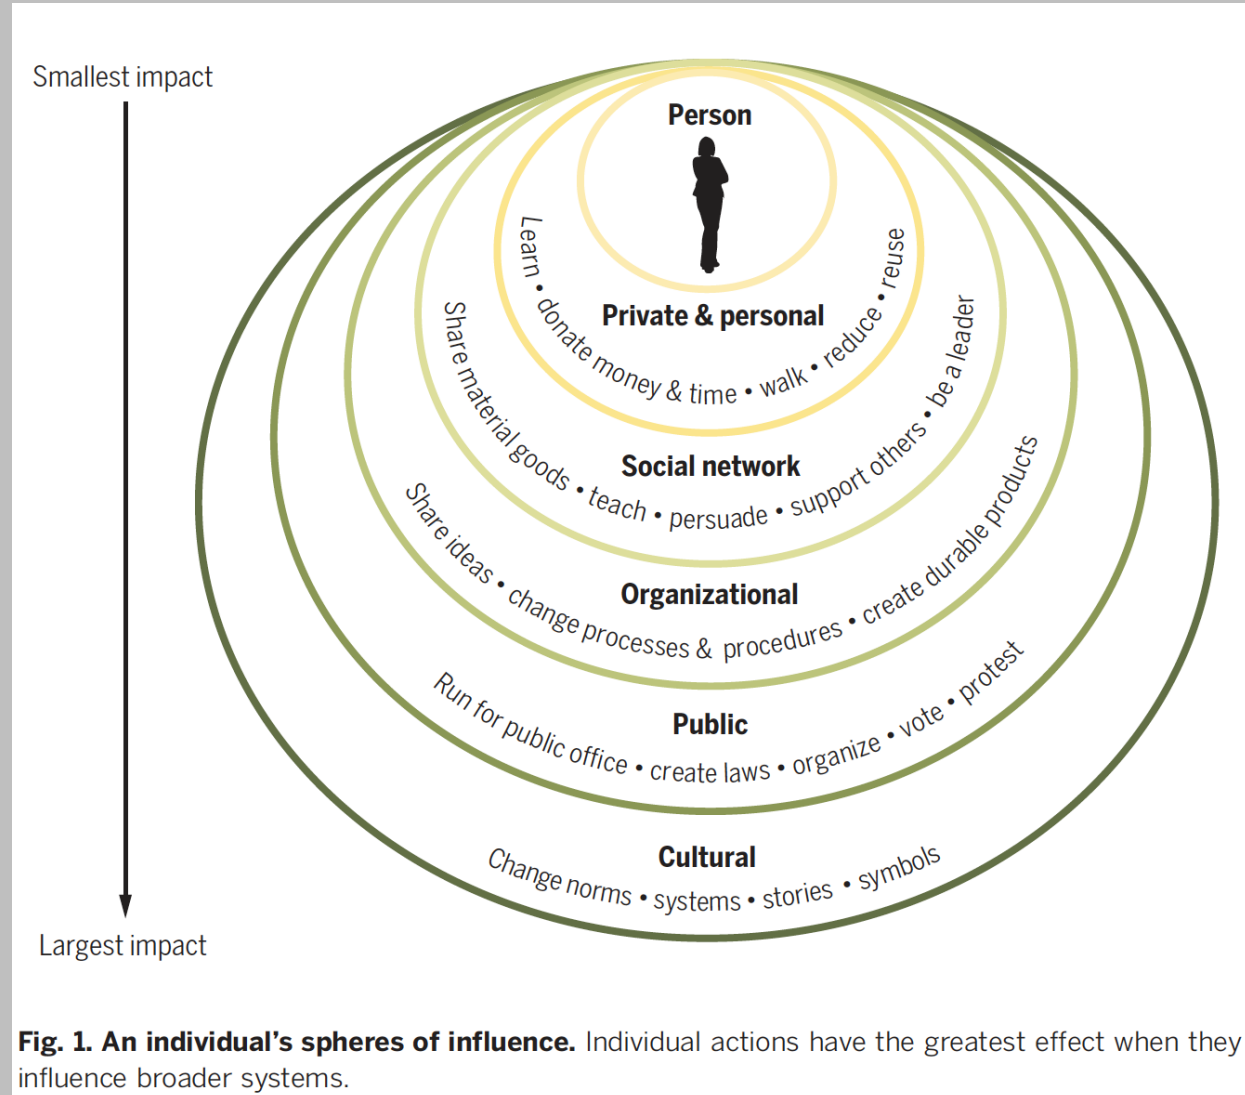 Smallest impact
Person
Private & personal
Learn • donate money & time • walk • reduce • reuse
Social network
Share material goods • teach • persuade • support others • be a leader
Organizational
Share ideas • change processes & procedures • create durable products
Public
Run for public office • create laws • organize • vote • protest
Cultural
Change norms • systems • stories • symbols
Largest impact
Fig. 1. An individual’s spheres of influence. Individual actions have the greatest effect when they
influence broader systems.